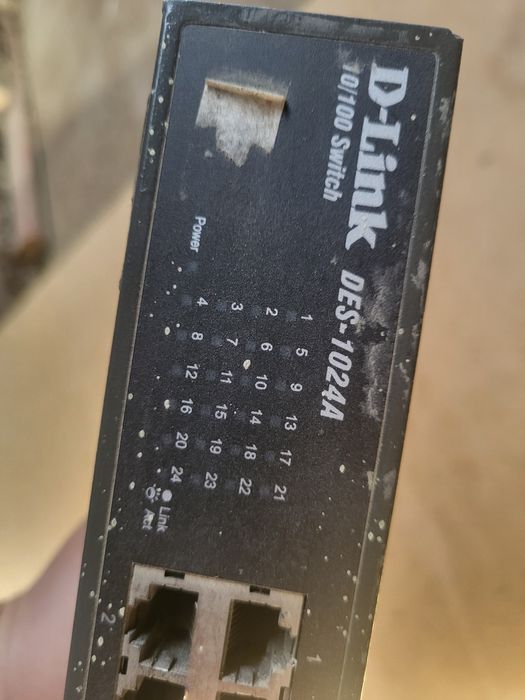 D-Link DES-1024A
10/100 Switch
1 5 9 13 17 21
2 6 10 14 18 22
3 7 11 15 19 23
Power 4 8 12 16 20 24
Link
Act
1
2